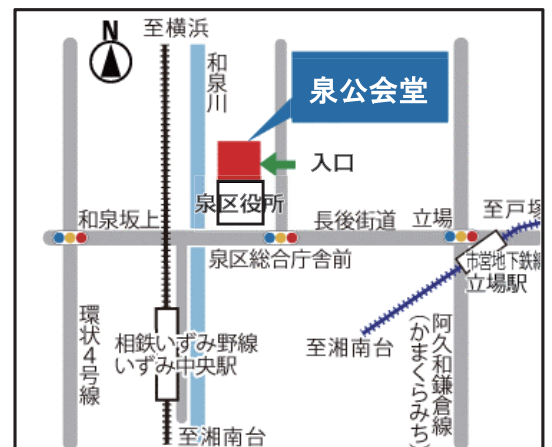 N
至横浜
和泉川
泉公会堂
入口
泉区役所
和泉坂上
長後街道
立場
至戸塚
泉区総合庁舎前
市営地下鉄線
立場駅
環状4号線
相鉄いずみ野線
いずみ中央駅
至湘南台
阿久和鎌倉線
(かまくらみち)
至湘南台